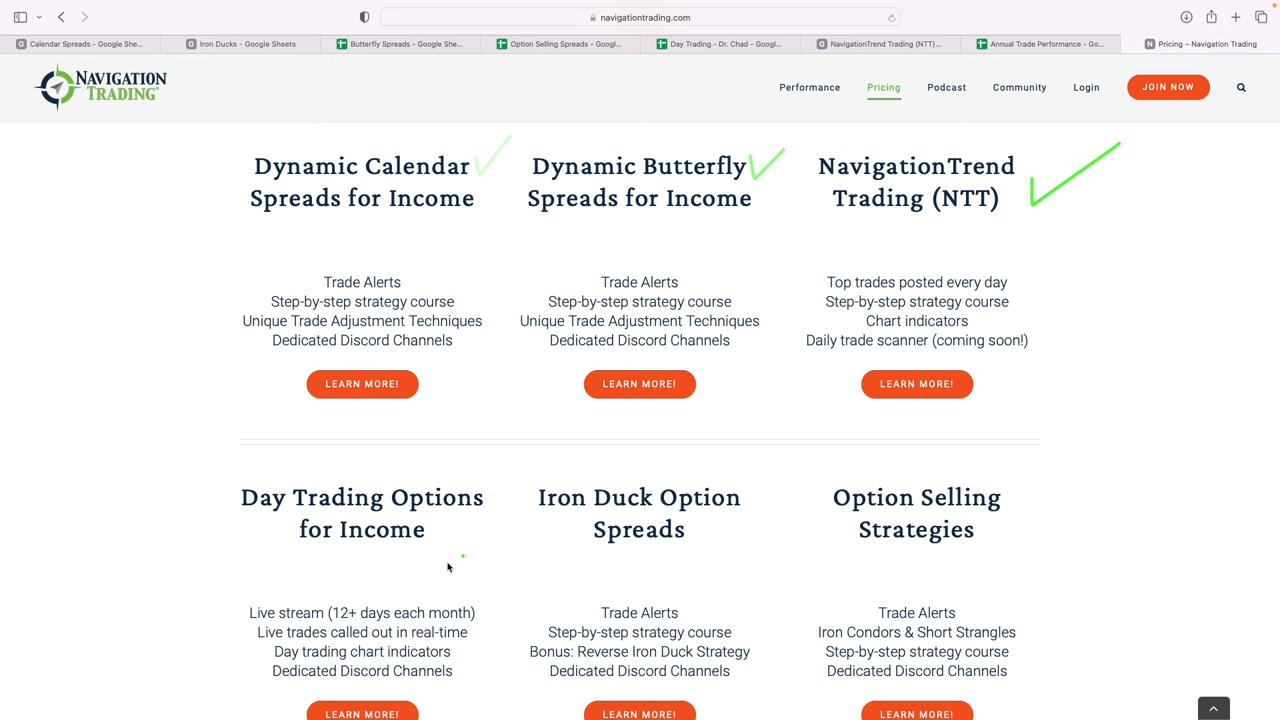 navigationtrading.com
Calendar Spreads - Google She...
Iron Ducks - Google Sheets
Butterfly Spreads - Google She...
Option Selling Spreads - Googl...
Day Trading - Dr. Chad - Googl...
NavigationTrend Trading (NTT)...
Annual Trade Performance - Go...
Pricing – Navigation Trading
NAVIGATION
TRADING
Performance
Pricing
Podcast
Community
Login
JOIN NOW
Dynamic Calendar
Spreads for Income
Trade Alerts
Step-by-step strategy course
Unique Trade Adjustment Techniques
Dedicated Discord Channels
LEARN MORE!
Dynamic Butterfly
Spreads for Income
Trade Alerts
Step-by-step strategy course
Unique Trade Adjustment Techniques
Dedicated Discord Channels
LEARN MORE!
NavigationTrend
Trading (NTT)
Top trades posted every day
Step-by-step strategy course
Chart indicators
Daily trade scanner (coming soon!)
LEARN MORE!
Day Trading Options
for Income
Live stream (12+ days each month)
Live trades called out in real-time
Day trading chart indicators
Dedicated Discord Channels
LEARN MORE!
Iron Duck Option
Spreads
Trade Alerts
Step-by-step strategy course
Bonus: Reverse Iron Duck Strategy
Dedicated Discord Channels
LEARN MORE!
Option Selling
Strategies
Trade Alerts
Iron Condors & Short Strangles
Step-by-step strategy course
Dedicated Discord Channels
LEARN MORE!